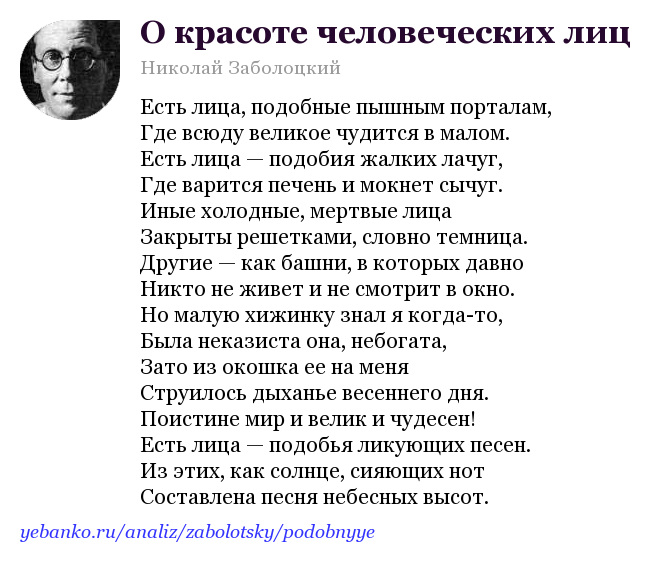 О красоте человеческих лиц
Николай Заболоцкий
Есть лица, подобные пышным порталам,
Где всюду великое чудится в малом.
Есть лица — подобия жалких лачуг,
Где варится печень и мокнет сычуг.
Иные холодные, мертвые лица
Закрыты решетками, словно темница.
Другие — как башни, в которых давно
Никто не живет и не смотрит в окно.
Но малую хижинку знал я когда-то,
Была неказиста она, небогата,
Зато из окошка ее на меня
Струилось дыханье весеннего дня.
Поистине мир и велик и чудесен!
Есть лица — подобья ликующих песен.
Из этих, как солнце, сияющих нот
Составлена песня небесных высот.
yebanko.ru/analiz/zabolotsky/podobnyye